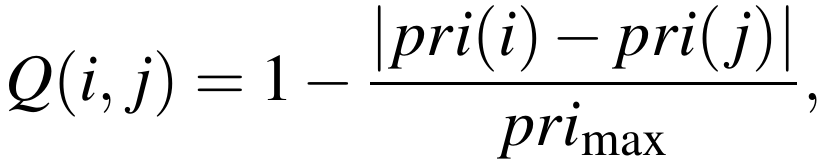 Q(i, j) = 1 − |pri(i) − pri(j)| / pri_max,